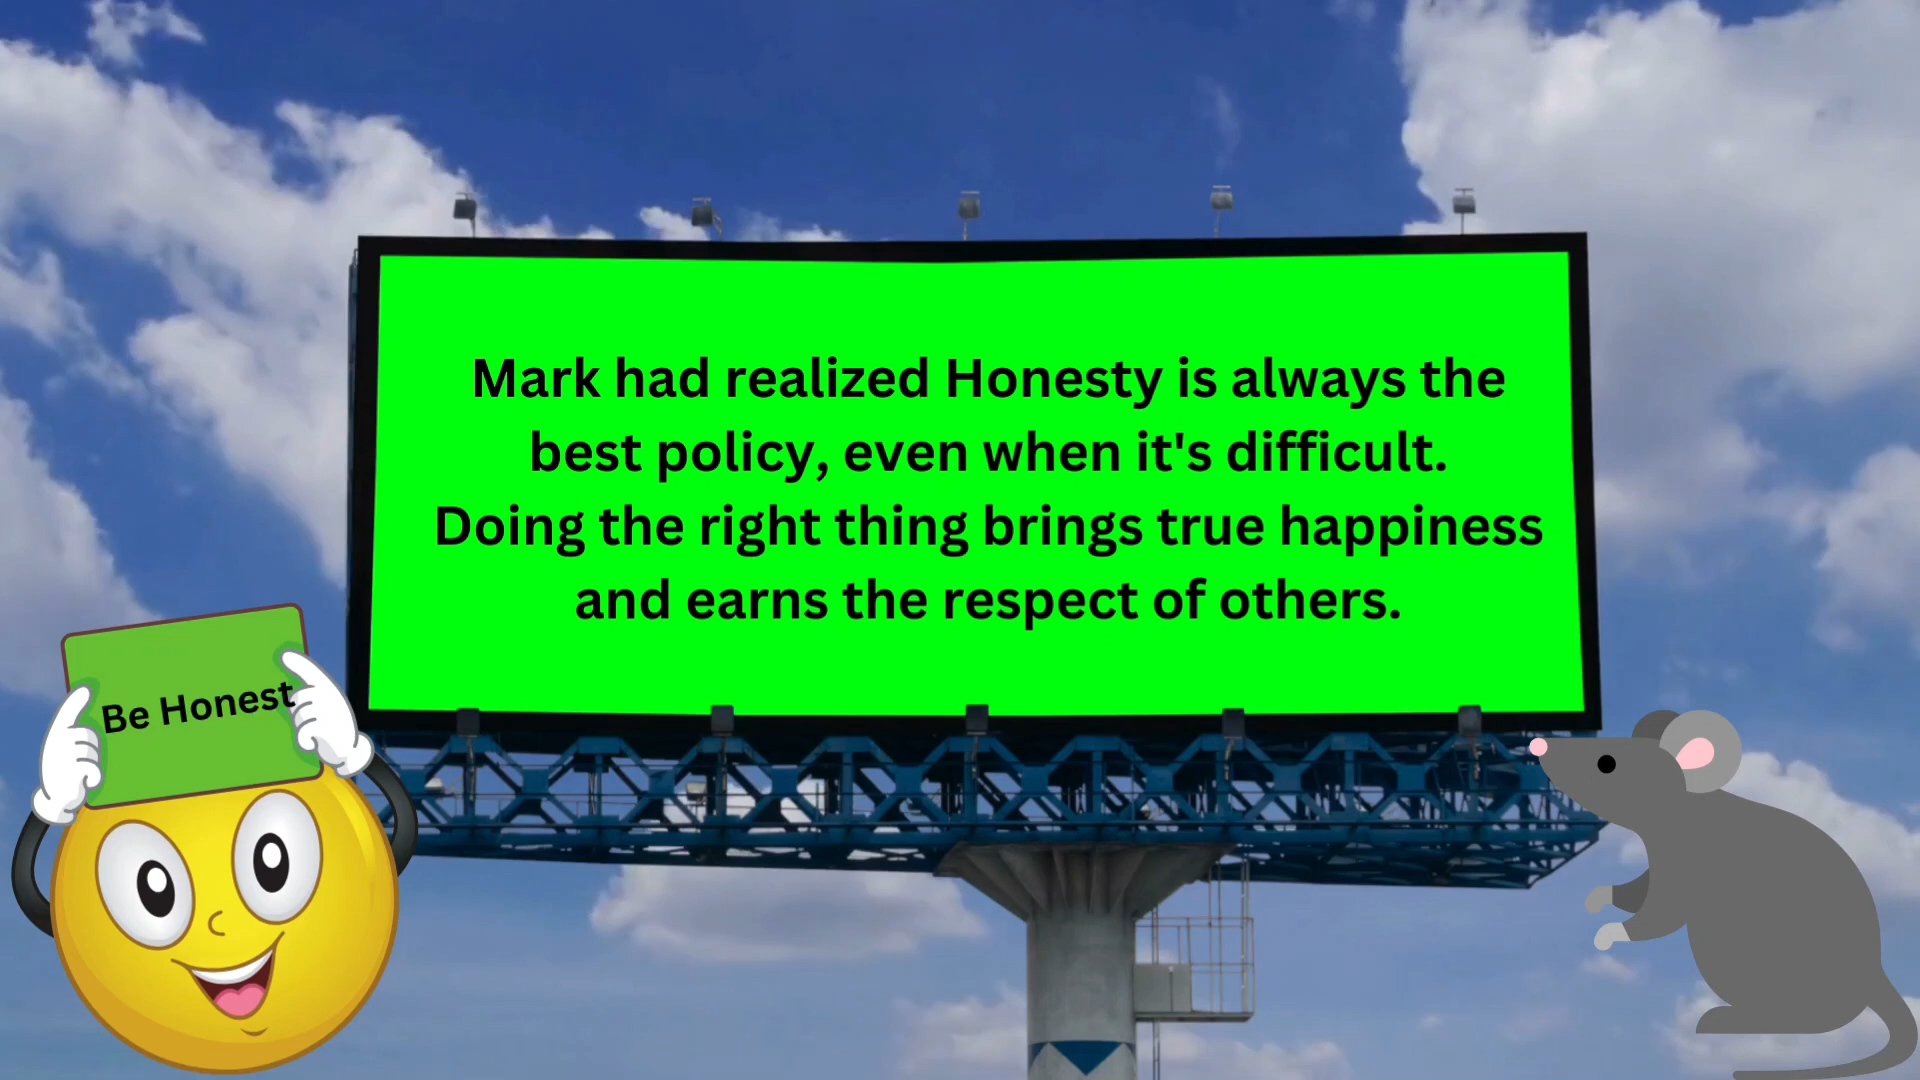 Mark had realized Honesty is always the
best policy, even when it's difficult.
Doing the right thing brings true happiness
and earns the respect of others.
Be Honest